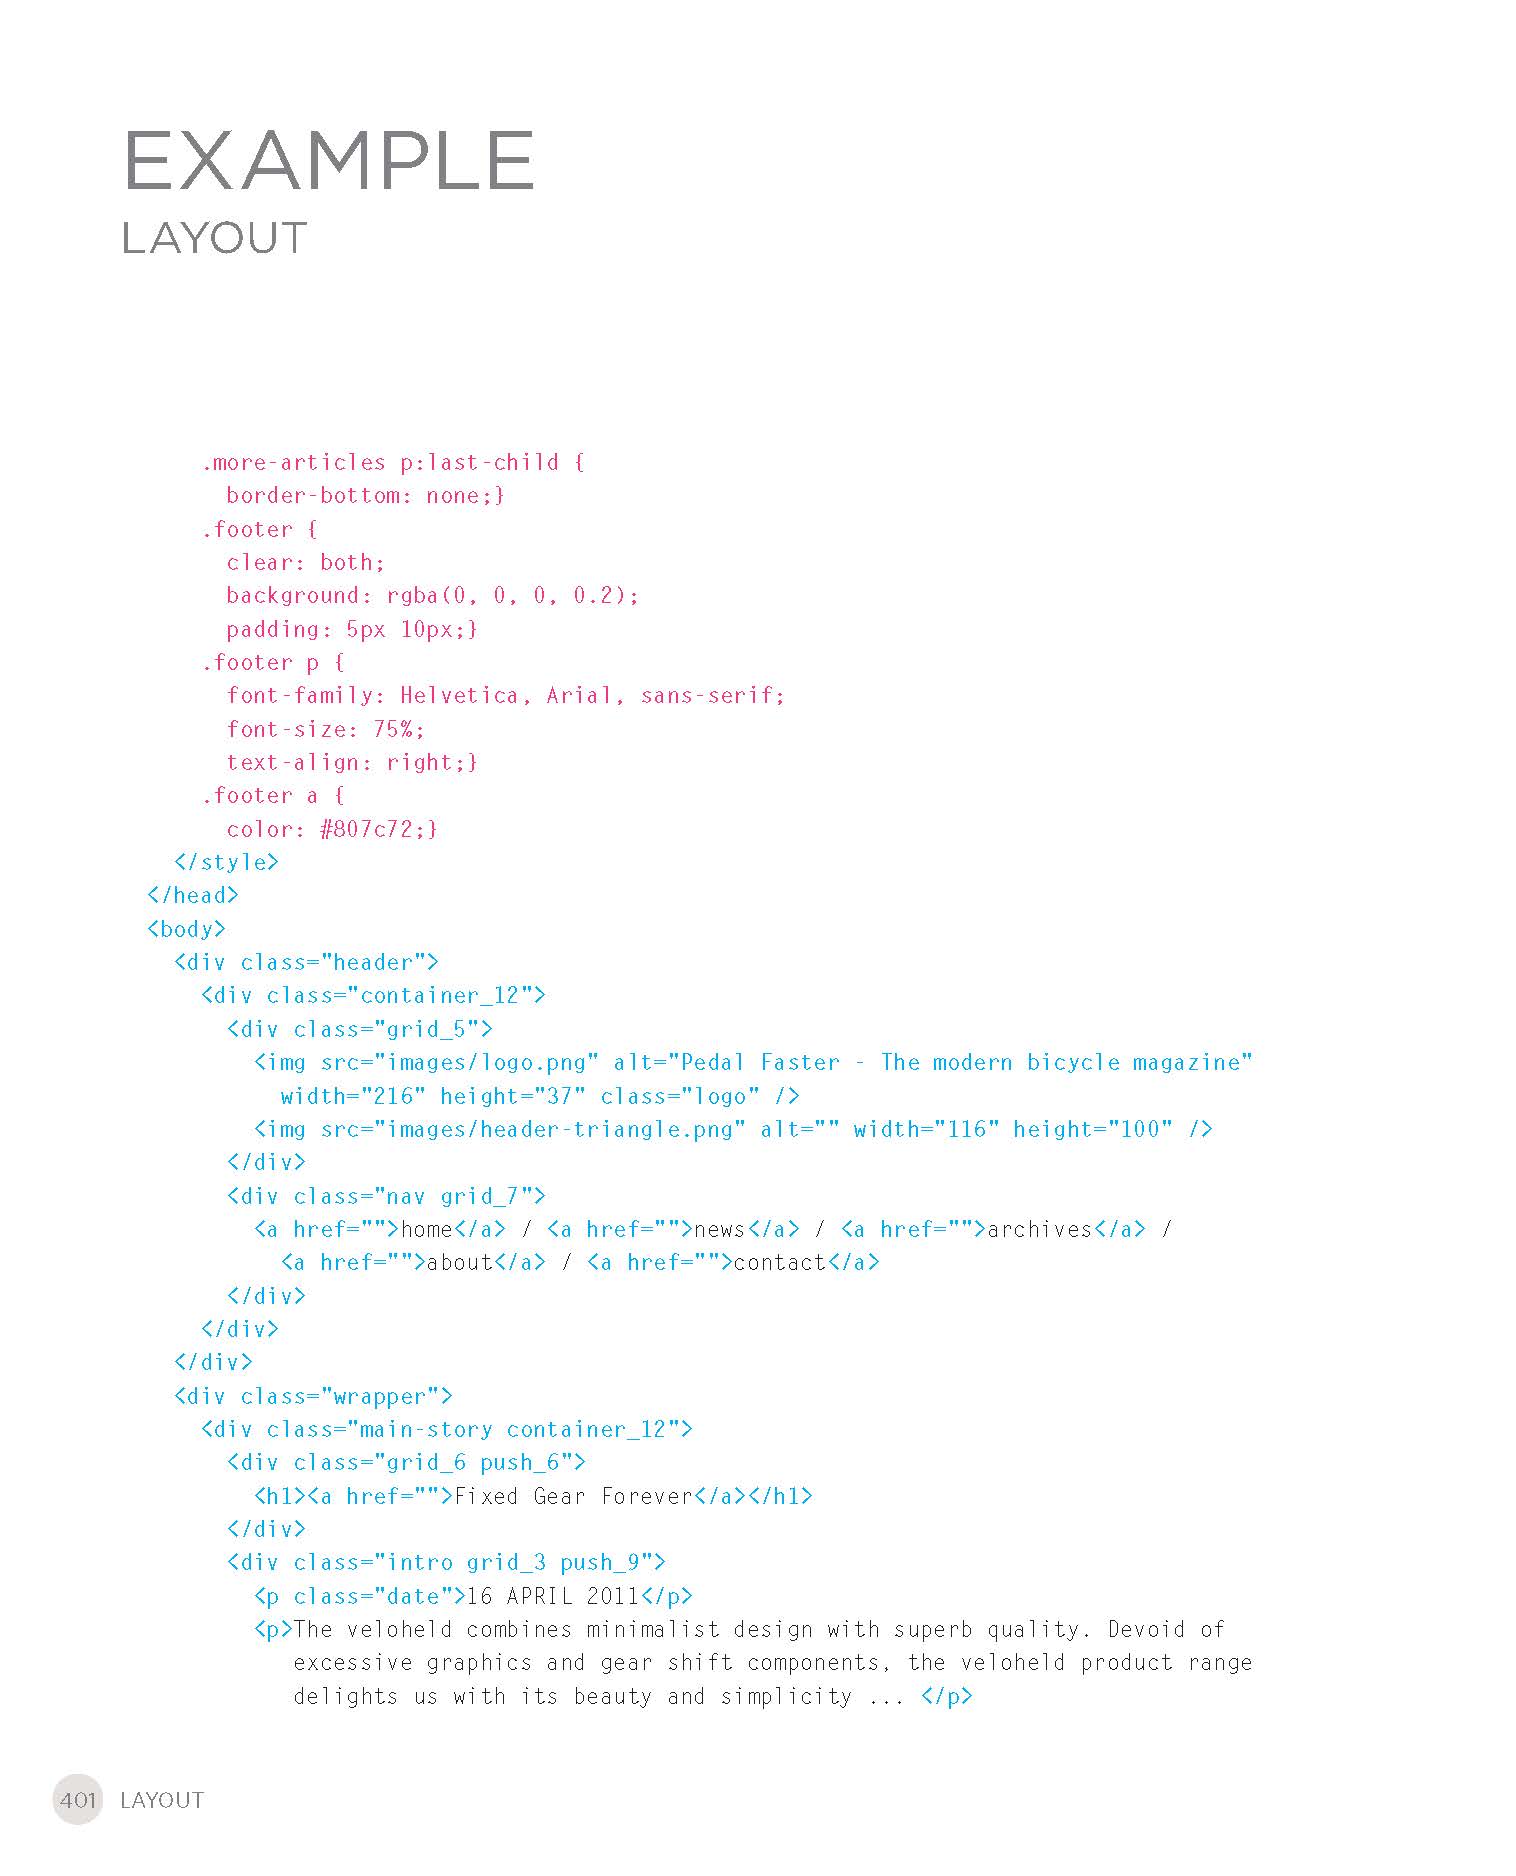 EXAMPLE
LAYOUT
.more-articles p:last-child {
border-bottom: none;}
.footer {
clear: both;
background: rgba(0, 0, 0, 0.2);
padding: 5px 10px;}
.footer p {
font-family: Helvetica, Arial, sans-serif;
font-size: 75%;
text-align: right;}
.footer a {
color: #807c72;}
</style>
</head>
<body>
<div class="header">
<div class="container_12">
<div class="grid_5">
<img src="images/logo.png" alt="Pedal Faster - The modern bicycle magazine"
width="216" height="37" class="logo" />
<img src="images/header-triangle.png" alt="" width="116" height="100" />
</div>
<div class="nav grid_7">
<a href="">home</a> / <a href="">news</a> / <a href="">archives</a> /
<a href="">about</a> / <a href="">contact</a>
</div>
</div>
</div>
<div class="wrapper">
<div class="main-story container_12">
<div class="grid_6 push_6">
<h1><a href="">Fixed Gear Forever</a></h1>
</div>
<div class="intro grid_3 push_9">
<p class="date">16 APRIL 2011</p>
<p>The veloheld combines minimalist design with superb quality. Devoid of
excessive graphics and gear shift components, the veloheld product range
delights us with its beauty and simplicity ... </p>
401 LAYOUT